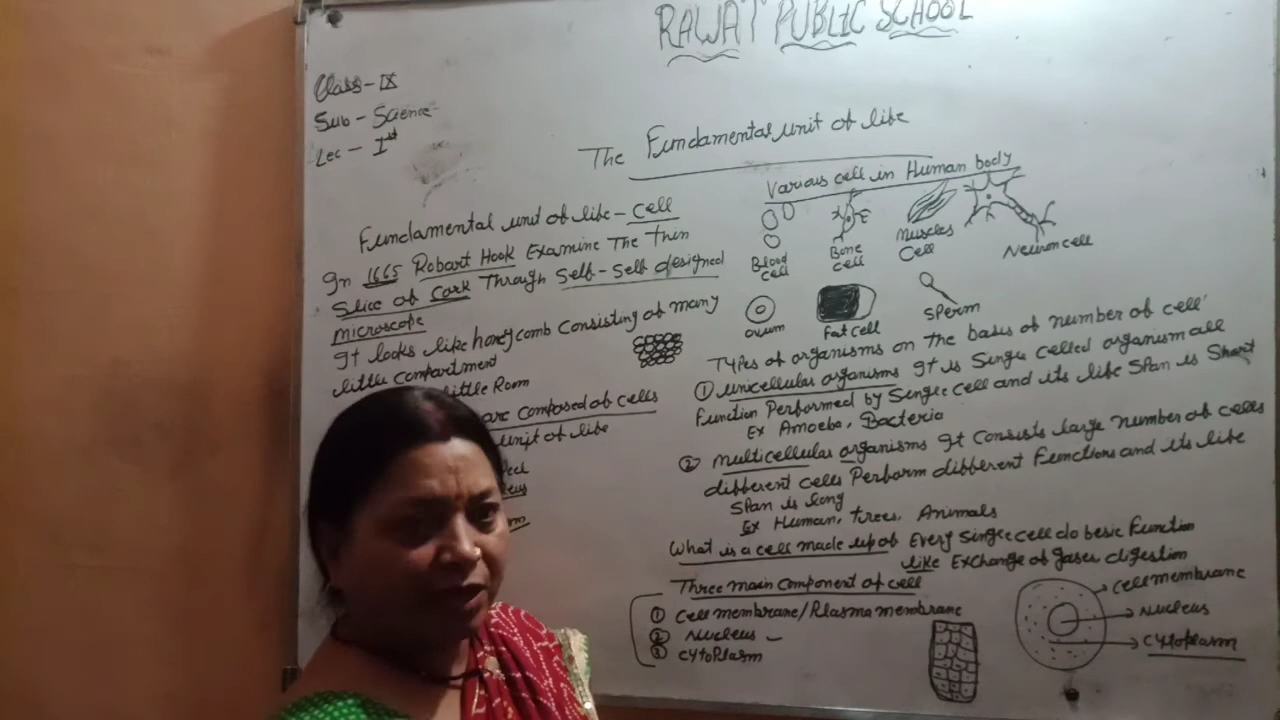 RAWAT PUBLIC SCHOOL
Class - IX
Sub - Science
Lec - Ist
The Fundamental unit of life
Fundamental unit of life - Cell
In 1665 Robart Hook Examine The thin
Slice of Cork Through Self-Self designed
microscope
It looks like honeycomb Consisting of many
little compartment
little Room
are composed of cells
unit of life
Various cell in Human body
Blood cell
Bone cell
Muscles Cell
Neuron cell
ovum
Fat cell
Sperm
Types of organisms on the basis of number of cell
① unicellular organisms It is Single celled organism all
Function Performed by Single cell and its life Span is Short
Ex Amoeba, Bacteria
② Multicellular organisms It Consists large number of cells
different cells Perform different Functions and its life
Span is long
Ex Human, trees, Animals
What is a cell made up of Every Single cell do besic Function
like Exchange of gases digestion
Three main component of cell
① Cell membrane/Plasma membrane
② Nucleus
③ cytoplasm
Cell membrane
Nucleus
cytoplasm